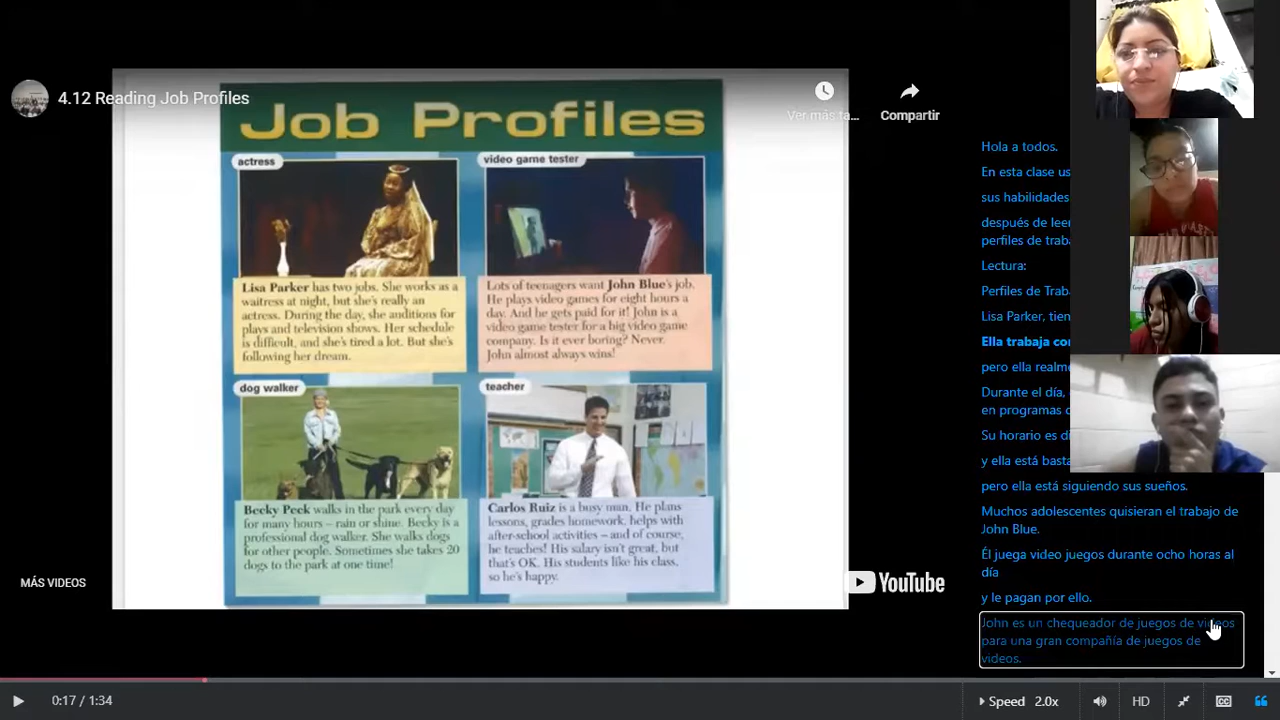 4.12 Reading Job Profiles
Compartir
Job Profiles
actress
video game tester
Lisa Parker has two jobs. She works as a
waitress at night, but she's really an
actress. During the day, she auditions for
plays and television shows. Her schedule
is difficult, and she's tired a lot. But she's
following her dream.
Lots of teenagers want John Blue's job.
He plays video games for eight hours a
day. And he gets paid for it! John is a
video game tester for a big video game
company. Is it ever boring? Never.
John almost always wins!
dog walker
teacher
Becky Peck walks in the park every day
for many hours – rain or shine. Becky is a
professional dog walker. She walks dogs
for other people. Sometimes she takes 20
dogs to the park at one time!
Carlos Ruiz is a busy man. He plans
lessons, grades homework, helps with
after-school activities – and of course,
he teaches! His salary isn't great, but
that's OK. His students like his class,
so he's happy.
MÁS VIDEOS
YouTube
Hola a todos.
En esta clase
sus habilidades
después de leer
perfiles de
Lectura:
Perfiles de
Lisa Parker,
Ella trabaja
pero ella
Durante el día,
en programas
Su horario es
y ella está
pero ella está siguiendo sus sueños.
Muchos adolescentes quisieran el trabajo de
John Blue.
Él juega video juegos durante ocho horas al
día
y le pagan por ello.
John es un chequeador de juegos de videos
para una gran compañía de juegos de
videos.
0:17 / 1:34
Speed 2.0x
HD
CC